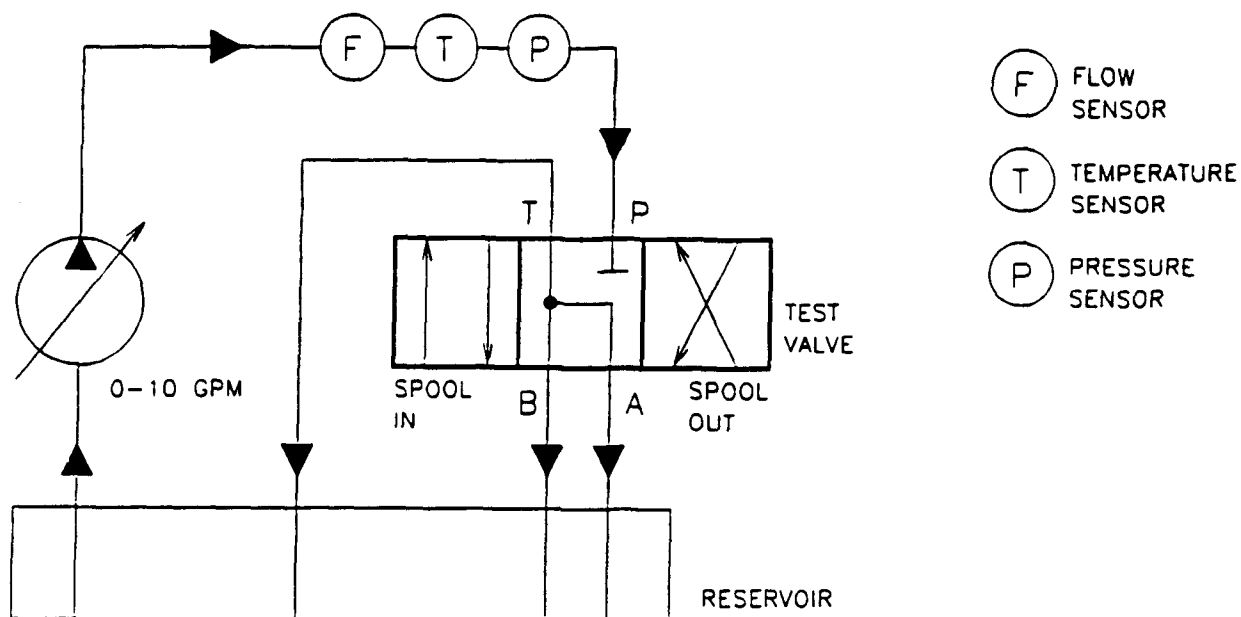 F T P
F FLOW
SENSOR
T TEMPERATURE
SENSOR
P PRESSURE
SENSOR
T P
TEST
VALVE
0-10 GPM
SPOOL
IN
B A
SPOOL
OUT
RESERVOIR